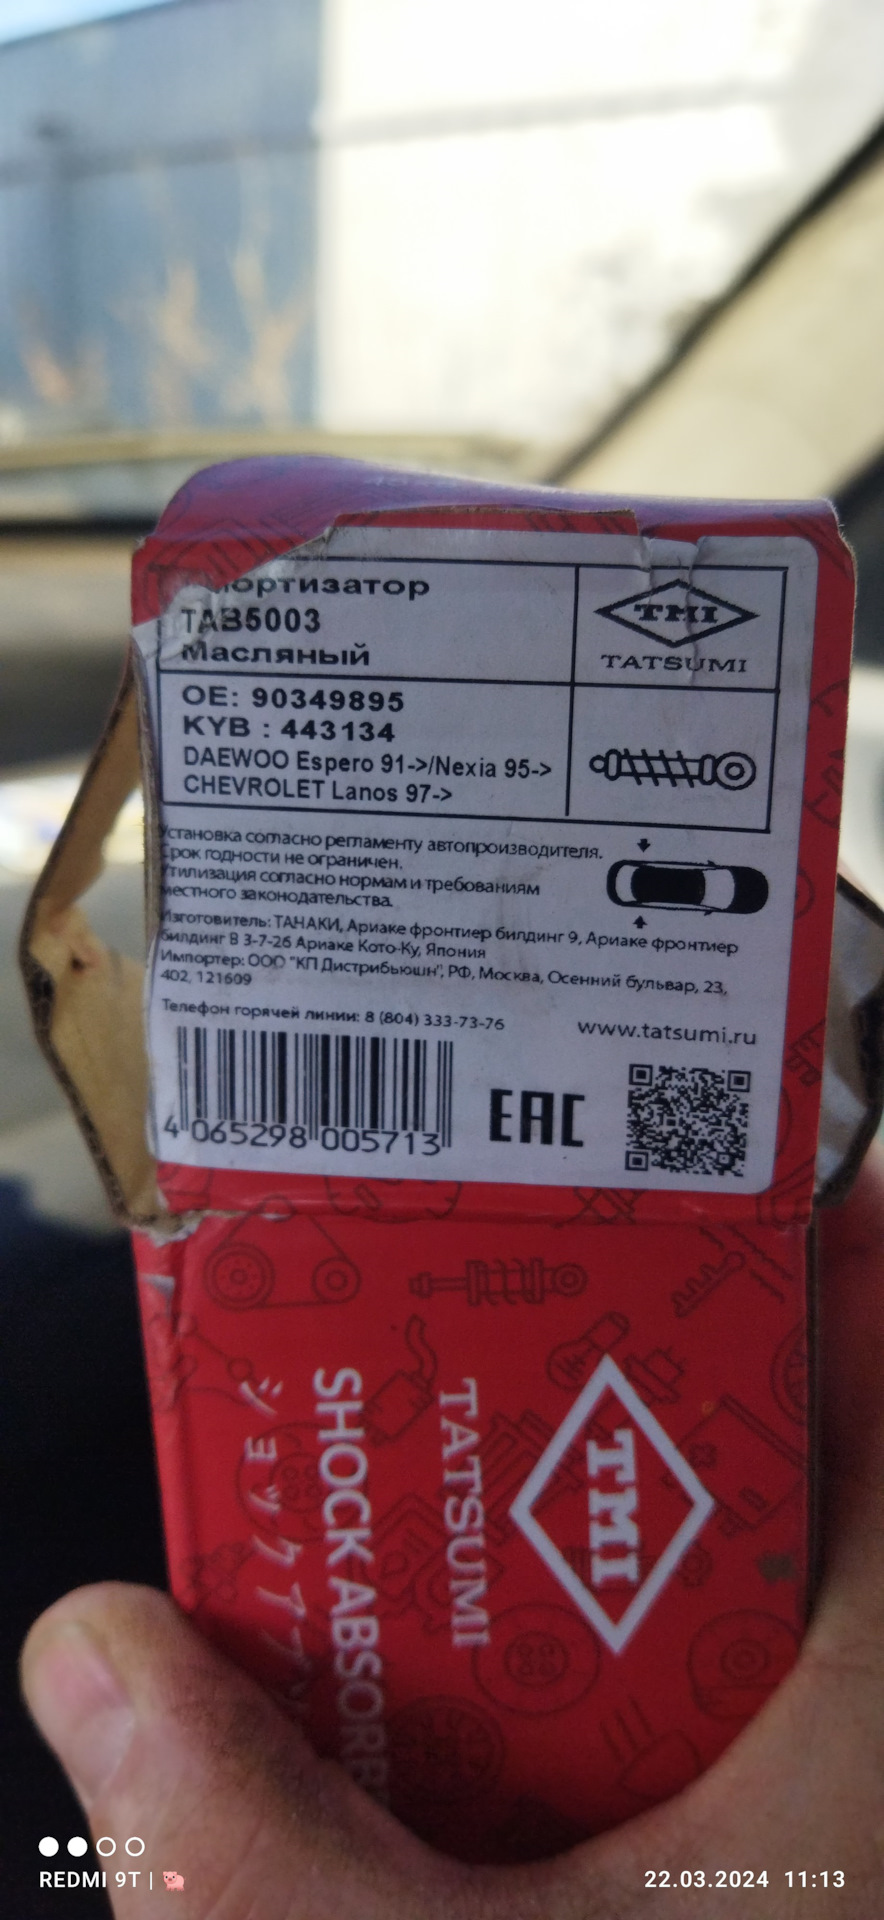 TAB5003
Масляный
TMI
TATSUMI
OE: 90349895
KYB : 443134
DAEWOO Espero 91->/Nexia 95->
CHEVROLET Lanos 97->
Установка согласно регламенту автопроизводителя.
Срок годности не ограничен.
Утилизация согласно нормам и требованиям
местного законодательства.
Изготовитель: ТАНАКИ, Ариаке фронтиер билдинг 9, Ариаке фронтиер
билдинг В 3-7-26 Ариаке Кото-Ку, Япония
Импортер: ООО "КП Дистрибьюшн", РФ, Москва, Осенний бульвар, 23,
402, 121609
Телефон горячей линии: 8 (804) 333-73-76
www.tatsumi.ru
4 065298 005713
EAC
TMI
TATSUMI
SHOCK ABSORB
REDMI 9T |
22.03.2024 11:13